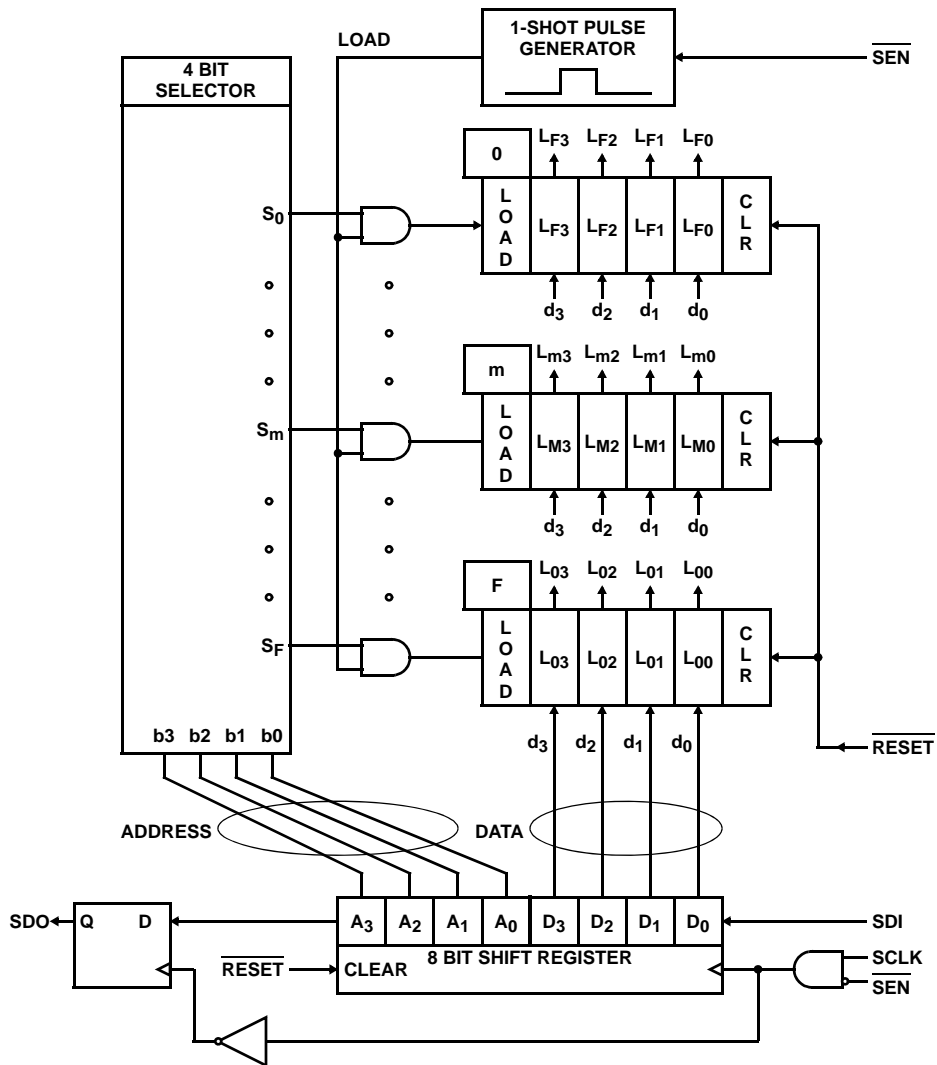 LOAD
1-SHOT PULSE
GENERATOR
SEN
4 BIT
SELECTOR
0
LF3 LF2 LF1 LF0
S0
LOAD
LF3 LF2 LF1 LF0
CLR
d3 d2 d1 d0
m
Lm3 Lm2 Lm1 Lm0
Sm
LOAD
LM3 LM2 LM1 LM0
CLR
d3 d2 d1 d0
F
L03 L02 L01 L00
SF
LOAD
L03 L02 L01 L00
CLR
b3 b2 b1 b0
d3 d2 d1 d0
RESET
ADDRESS
DATA
SDO
Q D
A3 A2 A1 A0 D3 D2 D1 D0
SDI
8 BIT SHIFT REGISTER
RESET
CLEAR
SCLK
SEN